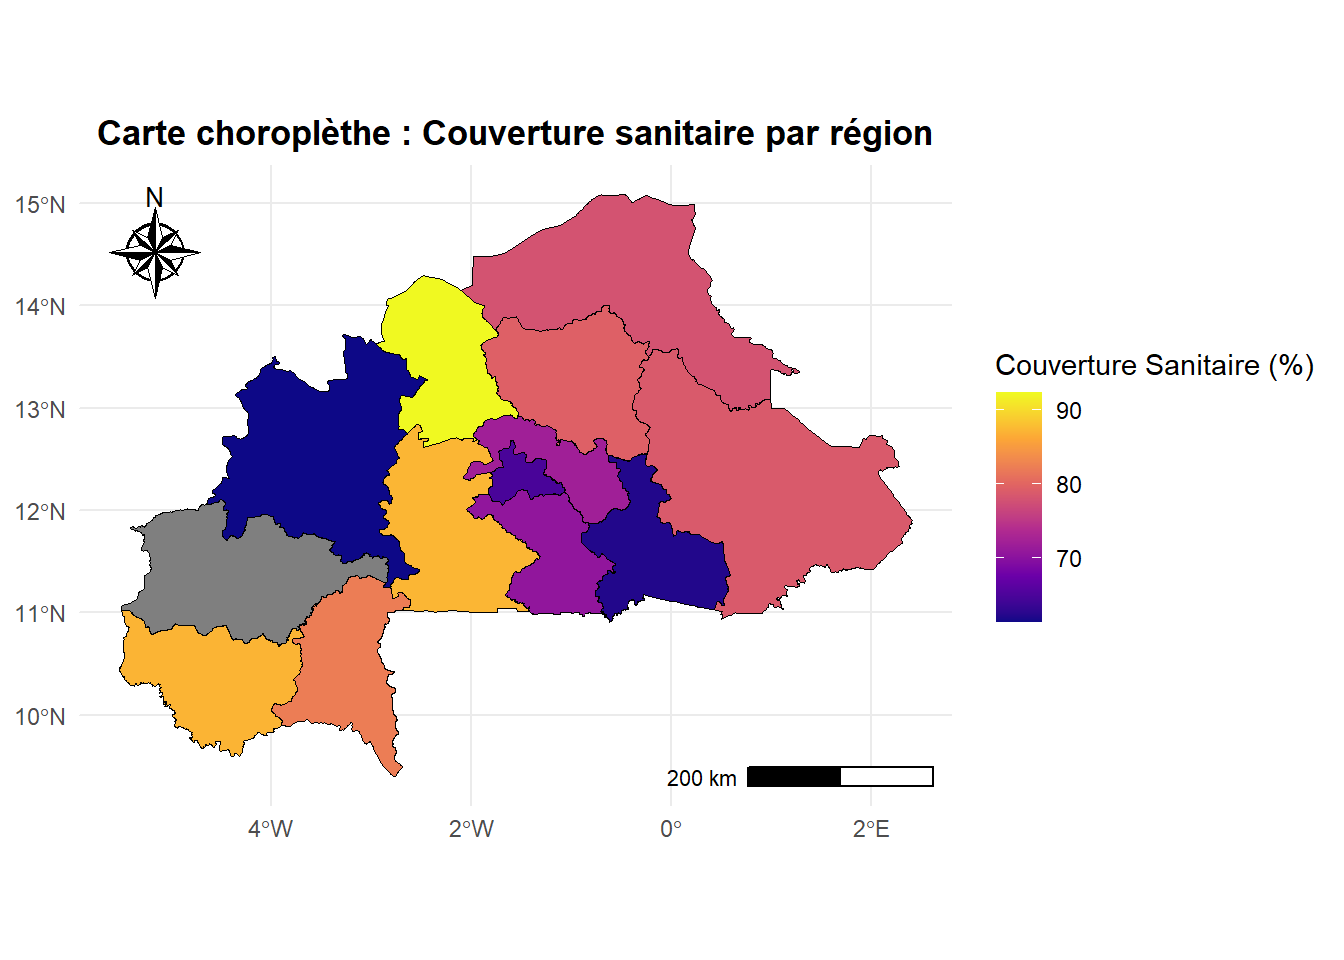 Carte choroplèthe : Couverture sanitaire par région
N
15°N
14°N
13°N
12°N
11°N
10°N
4°W
2°W
0°
2°E
200 km
Couverture Sanitaire (%)
90
80
70